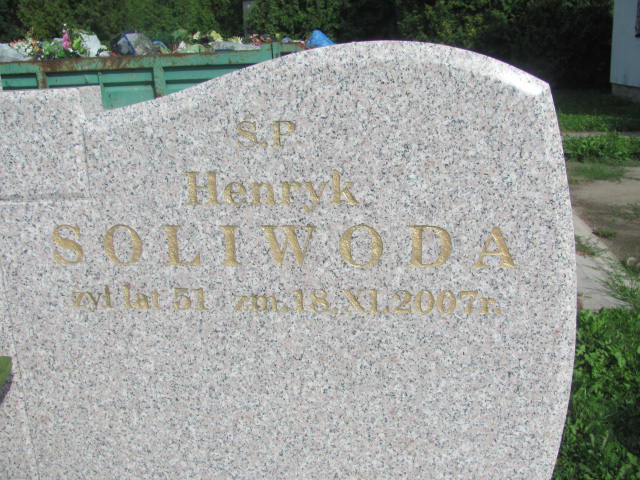 Ś.P
Henryk
SOLIWODA
żył lat 51 zm.18.XI.2007r.